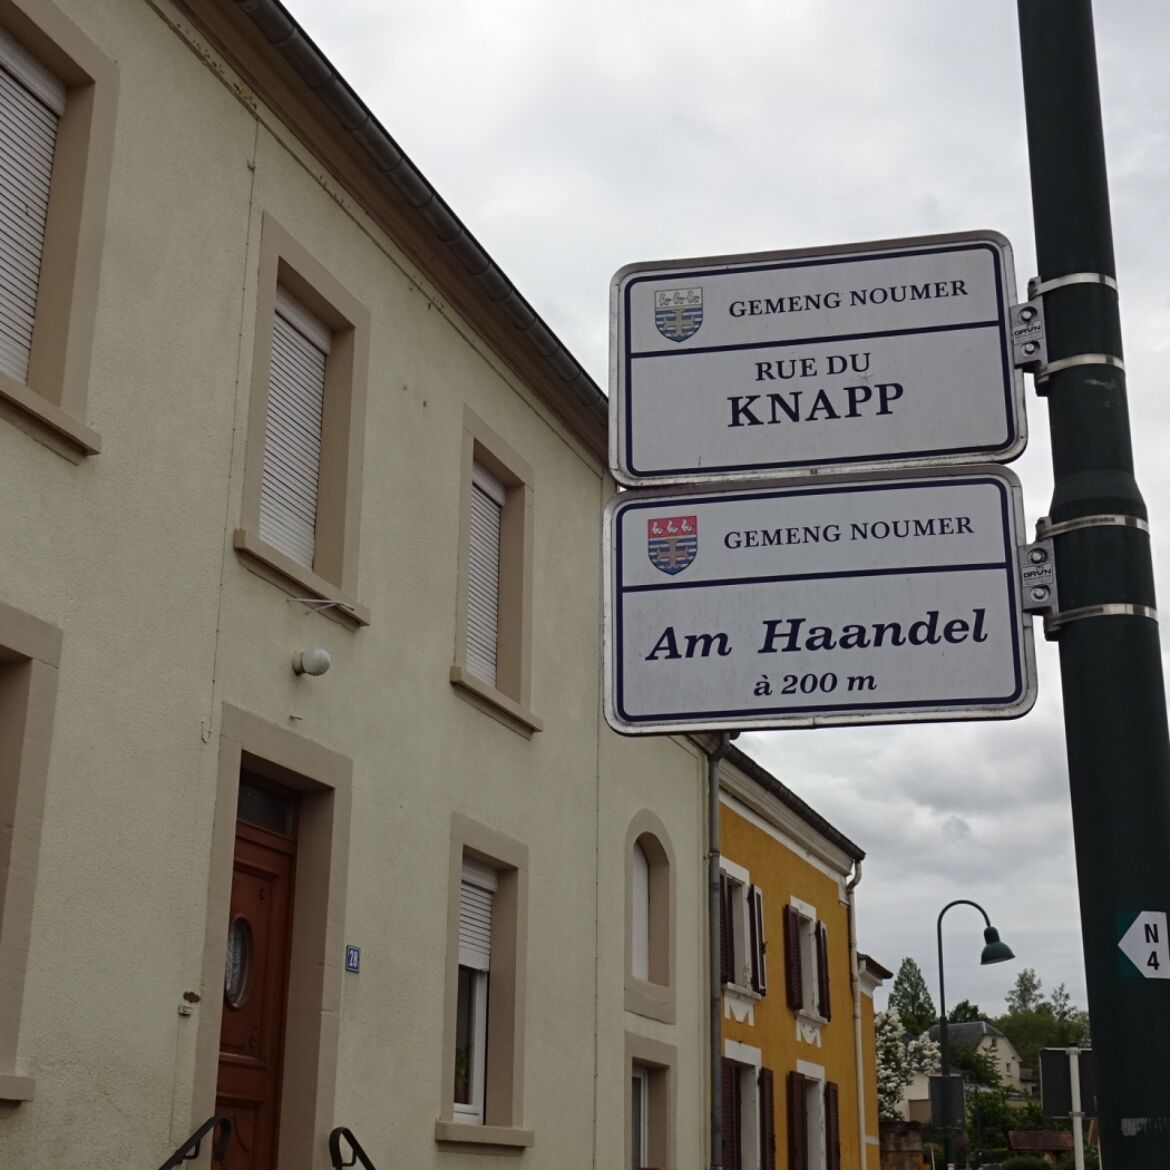 GEMENG NOUMER
RUE DU
KNAPP
GEMENG NOUMER
Am Haandel
à 200 m
28
N
4